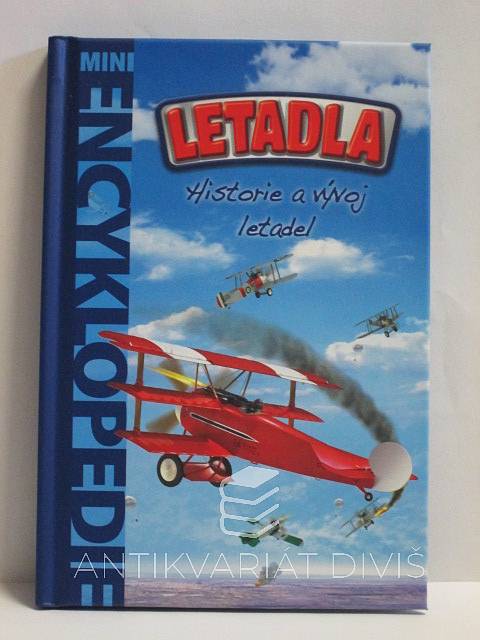 MINI
ENCYKLOPEDIE
LETADLA
Historie a vývoj
letadel
ANTIKVARIÁT DIVIŠ